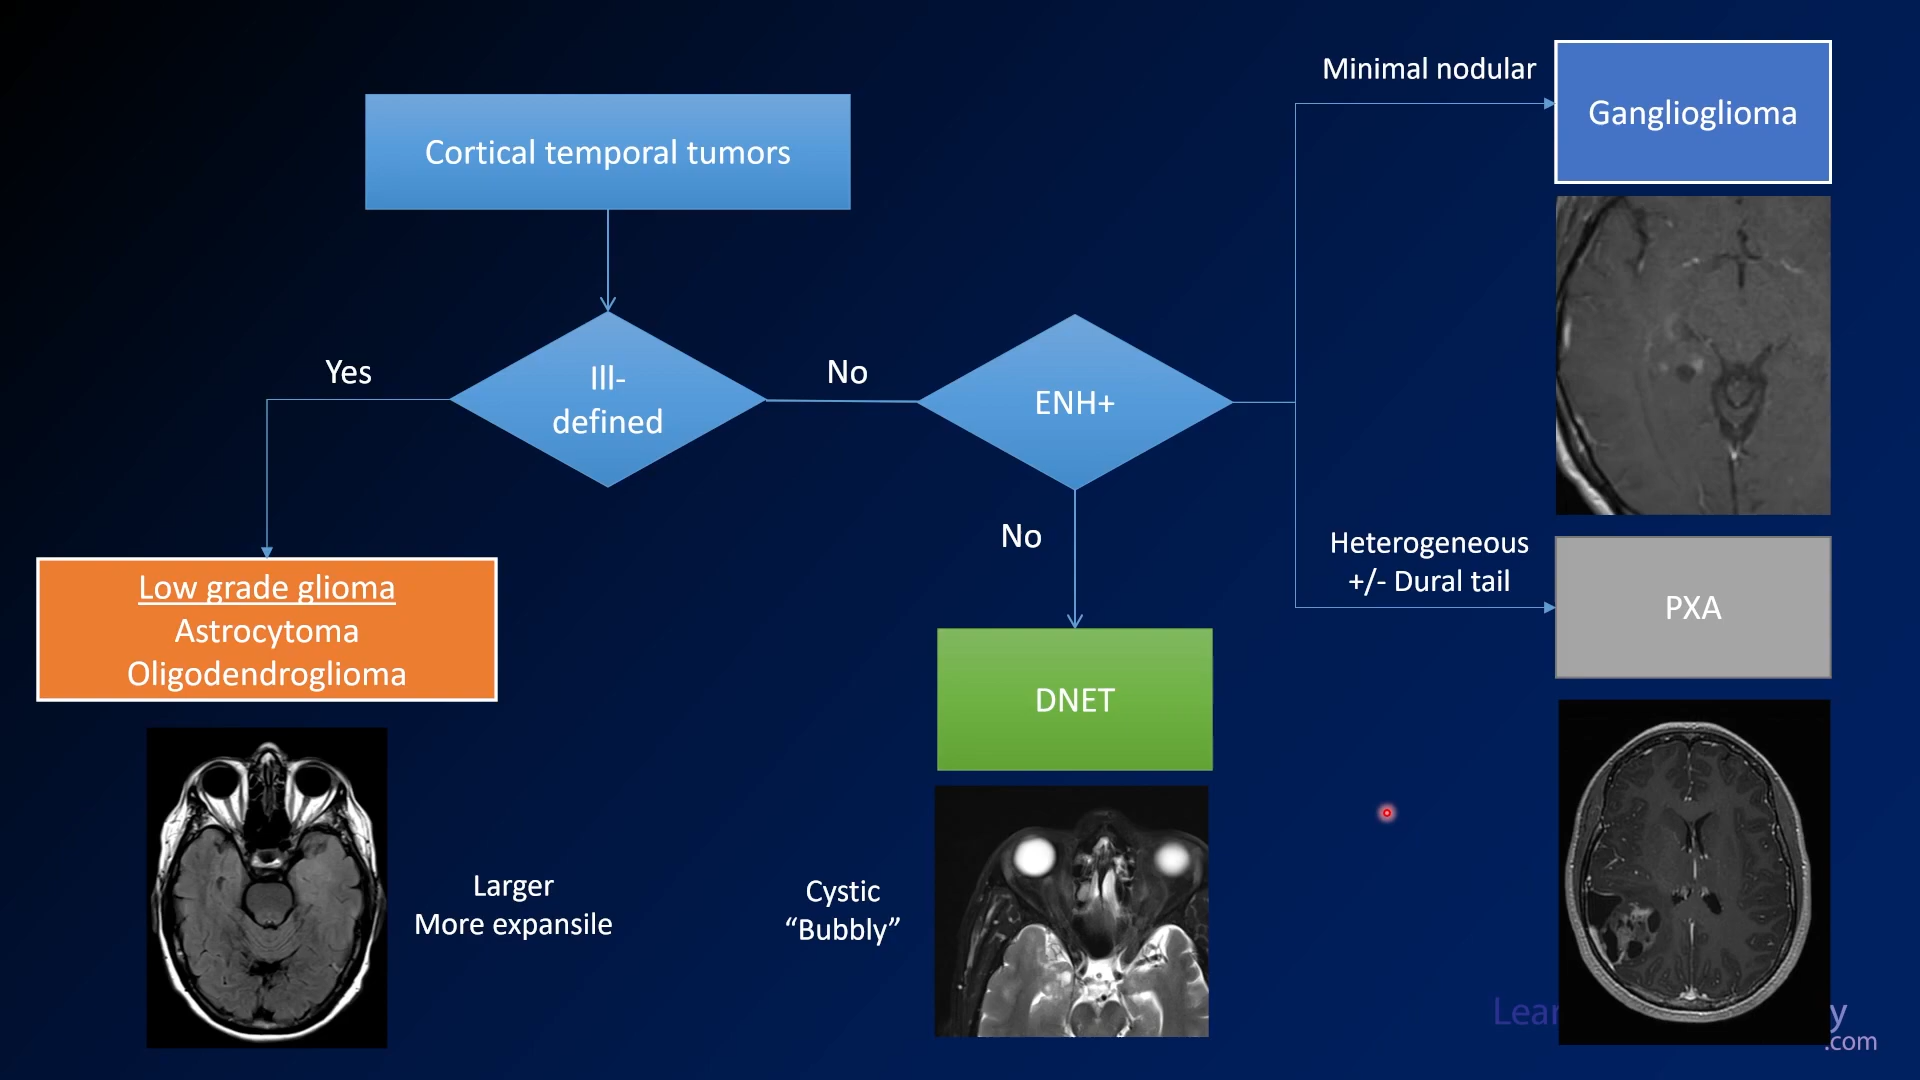 Cortical temporal tumors
Ill-
defined
Yes
No
ENH+
No
Minimal nodular
Ganglioglioma
Heterogeneous
+/- Dural tail
PXA
Low grade glioma
Astrocytoma
Oligodendroglioma
DNET
Larger
More expansile
Cystic
“Bubbly”
.com